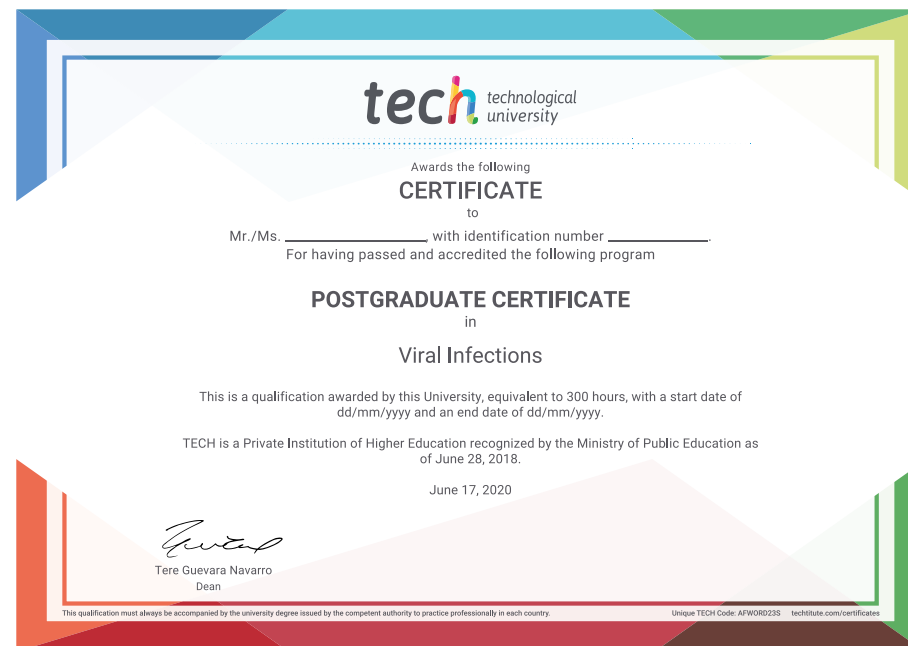 tech technological
university
Awards the following
CERTIFICATE
to
Mr./Ms. ____________, with identification number ____________.
For having passed and accredited the following program
POSTGRADUATE CERTIFICATE
in
Viral Infections
This is a qualification awarded by this University, equivalent to 300 hours, with a start date of
dd/mm/yyyy and an end date of dd/mm/yyyy.
TECH is a Private Institution of Higher Education recognized by the Ministry of Public Education as
of June 28, 2018.
June 17, 2020
Tere Guevara Navarro
Dean
This qualification must always be accompanied by the university degree issued by the competent authority to practice professionally in each country.
Unique TECH Code: AFWORD23S techtitute.com/certificates